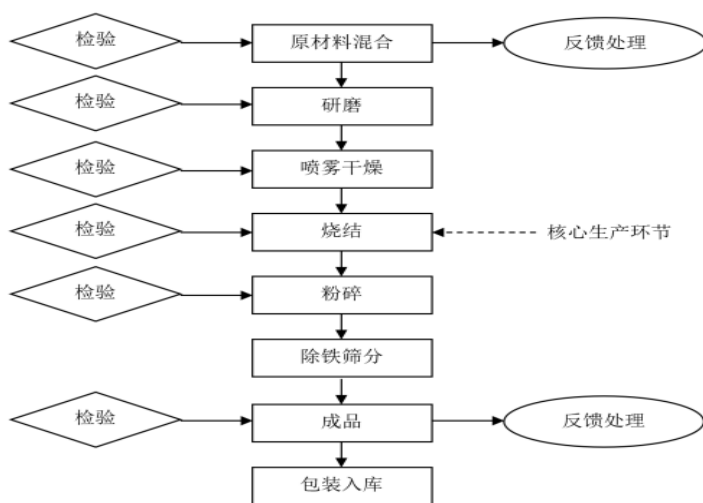 检验
原材料混合
反馈处理
检验
研磨
检验
喷雾干燥
检验
烧结
核心生产环节
检验
粉碎
除铁筛分
检验
成品
反馈处理
包装入库